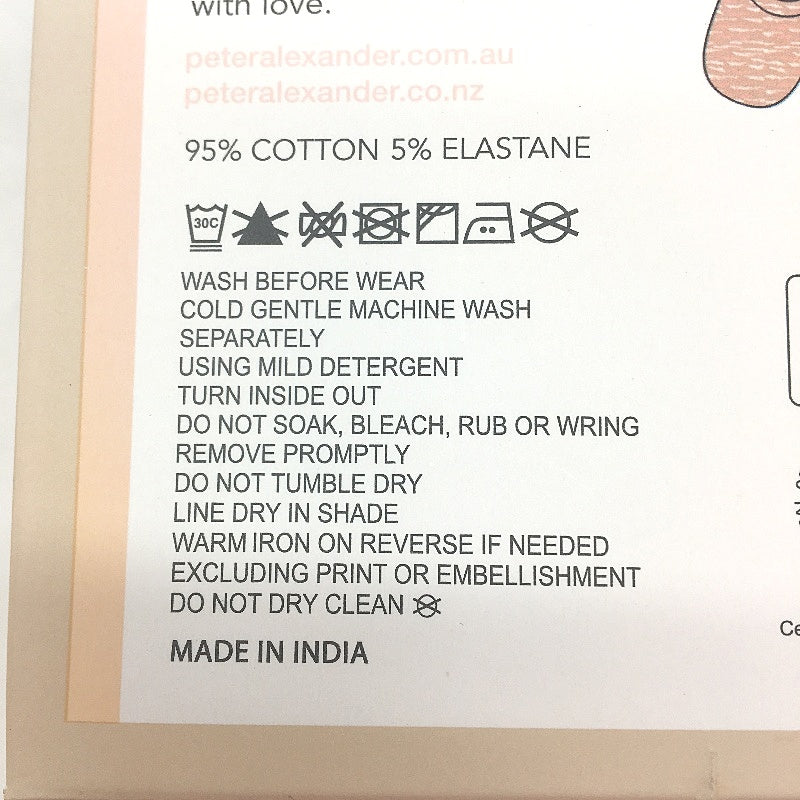 with love.
peteralexander.com.au
peteralexander.co.nz
95% COTTON 5% ELASTANE
30C
WASH BEFORE WEAR
COLD GENTLE MACHINE WASH
SEPARATELY
USING MILD DETERGENT
TURN INSIDE OUT
DO NOT SOAK, BLEACH, RUB OR WRING
REMOVE PROMPTLY
DO NOT TUMBLE DRY
LINE DRY IN SHADE
WARM IRON ON REVERSE IF NEEDED
EXCLUDING PRINT OR EMBELLISHMENT
DO NOT DRY CLEAN
MADE IN INDIA